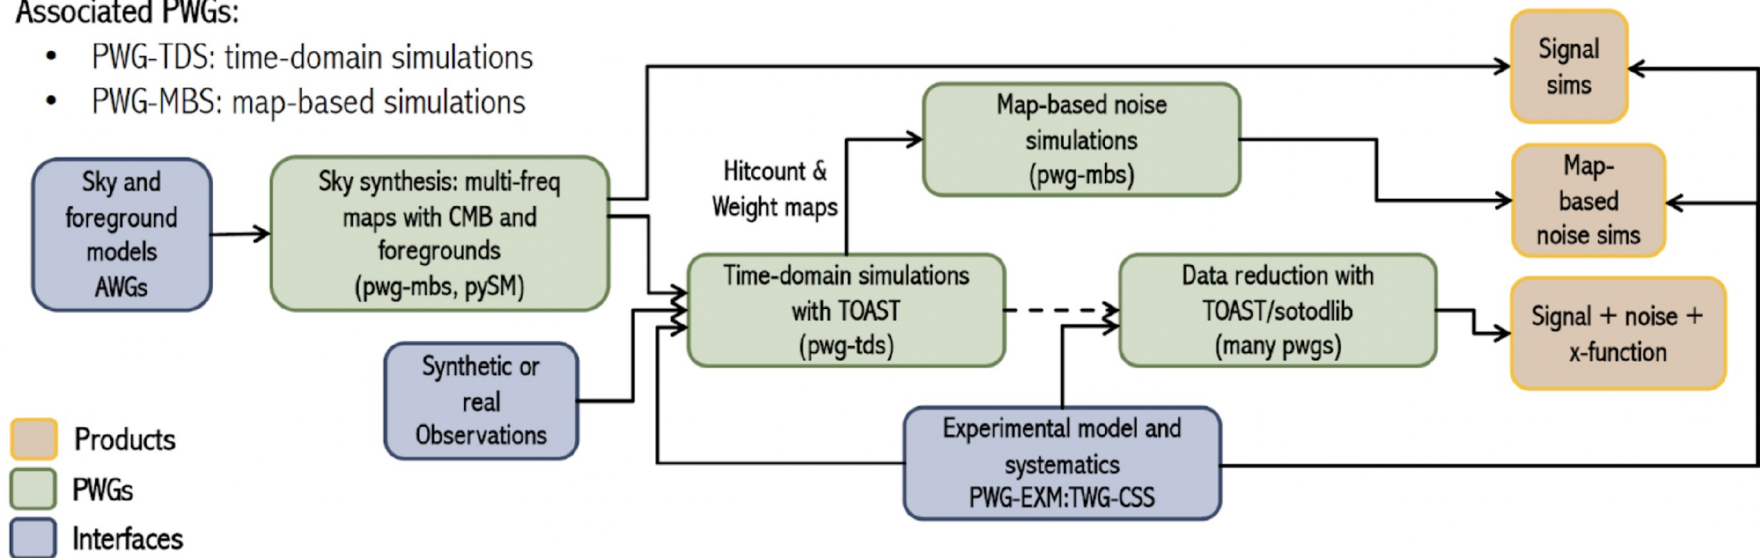 Associated PWGs:
• PWG-TDS: time-domain simulations
• PWG-MBS: map-based simulations
Sky and
foreground
models
AWGs
Sky synthesis: multi-freq
maps with CMB and
foregrounds
(pwg-mbs, pySM)
Synthetic or
real
Observations
Hitcount &
Weight maps
Map-based noise
simulations
(pwg-mbs)
Time-domain simulations
with TOAST
(pwg-tds)
Data reduction with
TOAST/sotodlib
(many pwgs)
Experimental model and
systematics
PWG-EXM:TWG-CSS
Signal
sims
Map-
based
noise sims
Signal + noise +
x-function
Products
PWGs
Interfaces